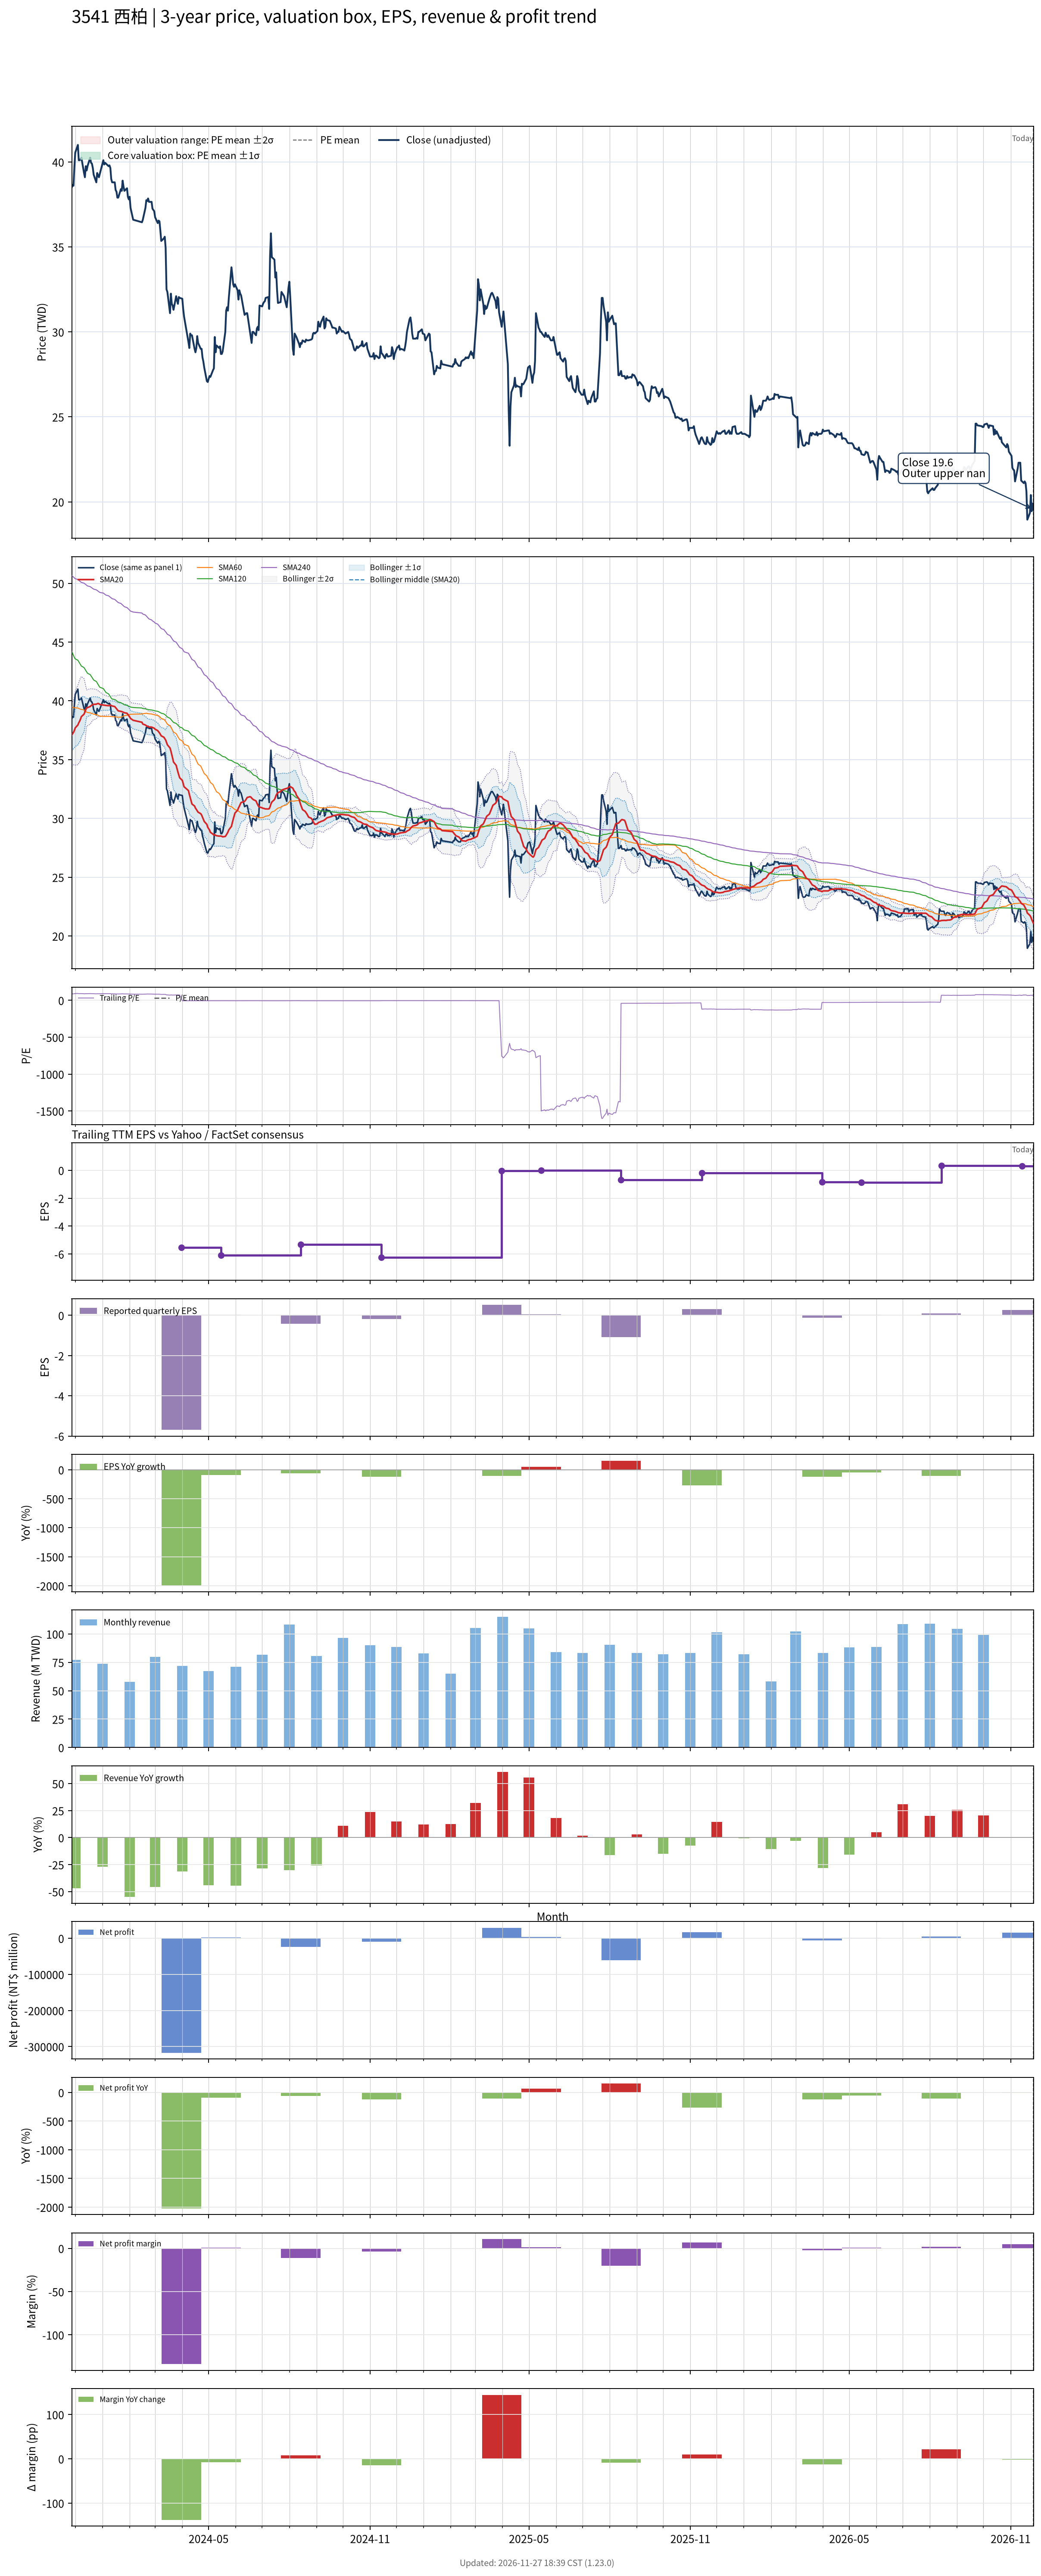 3541 西柏 | 3-year price, valuation box, EPS, revenue & profit trend
Outer valuation range: PE mean ±2σ
PE mean
Close (unadjusted)
Core valuation box: PE mean ±1σ
Today
40
35
30
25
20
Price (TWD)
Close 19.6
Outer upper nan
Close (same as panel 1)
SMA20
SMA60
SMA120
SMA240
Bollinger ±2σ
Bollinger ±1σ
Bollinger middle (SMA20)
50
45
40
35
30
25
20
Price
Trailing P/E
P/E mean
0
-500
-1000
-1500
P/E
Trailing TTM EPS vs Yahoo / FactSet consensus
Today
0
-2
-4
-6
EPS
Reported quarterly EPS
0
-2
-4
-6
EPS
EPS YoY growth
0
-500
-1000
-1500
-2000
YoY (%)
Monthly revenue
100
75
50
25
0
Revenue (M TWD)
Revenue YoY growth
50
25
0
-25
-50
YoY (%)
Month
Net profit
0
-100000
-200000
-300000
Net profit (NT$ million)
Net profit YoY
0
-500
-1000
-1500
-2000
YoY (%)
Net profit margin
0
-50
-100
Margin (%)
Margin YoY change
100
0
-100
Δ margin (pp)
2024-05
2024-11
2025-05
2025-11
2026-05
2026-11
Updated: 2026-11-27 18:39 CST (1.23.0)